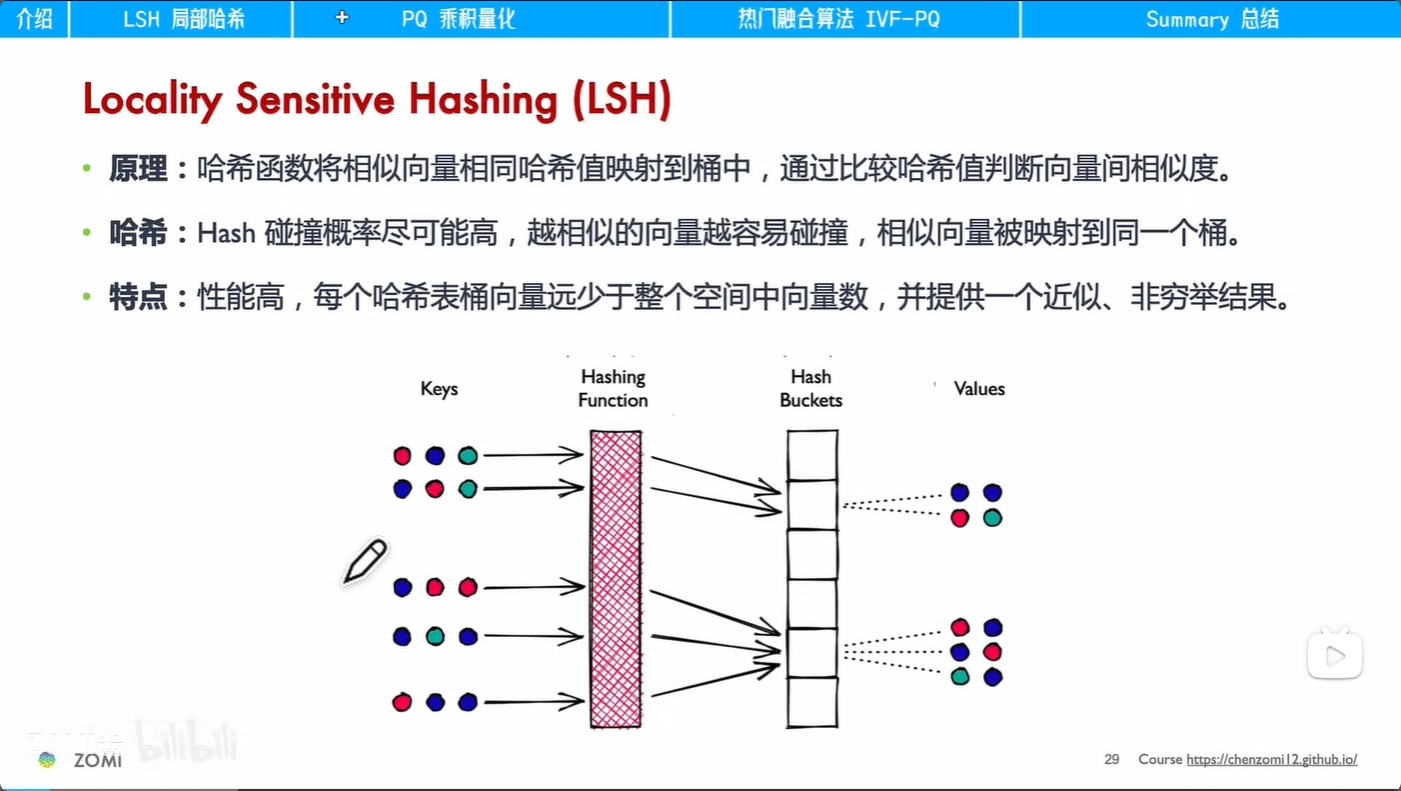 介绍
LSH 局部哈希
PQ 乘积量化
热门融合算法 IVF-PQ
Summary 总结
Locality Sensitive Hashing (LSH)
• 原理：哈希函数将相似向量相同哈希值映射到桶中，通过比较哈希值判断向量间相似度。
• 哈希：Hash 碰撞概率尽可能高，越相似的向量越容易碰撞，相似向量被映射到同一个桶。
• 特点：性能高，每个哈希表桶向量远少于整个空间中向量数，并提供一个近似、非穷举结果。
Keys
Hashing
Function
Hash
Buckets
Values
bilibili
ZOMI
29
Course https://chenzomi12.github.io/